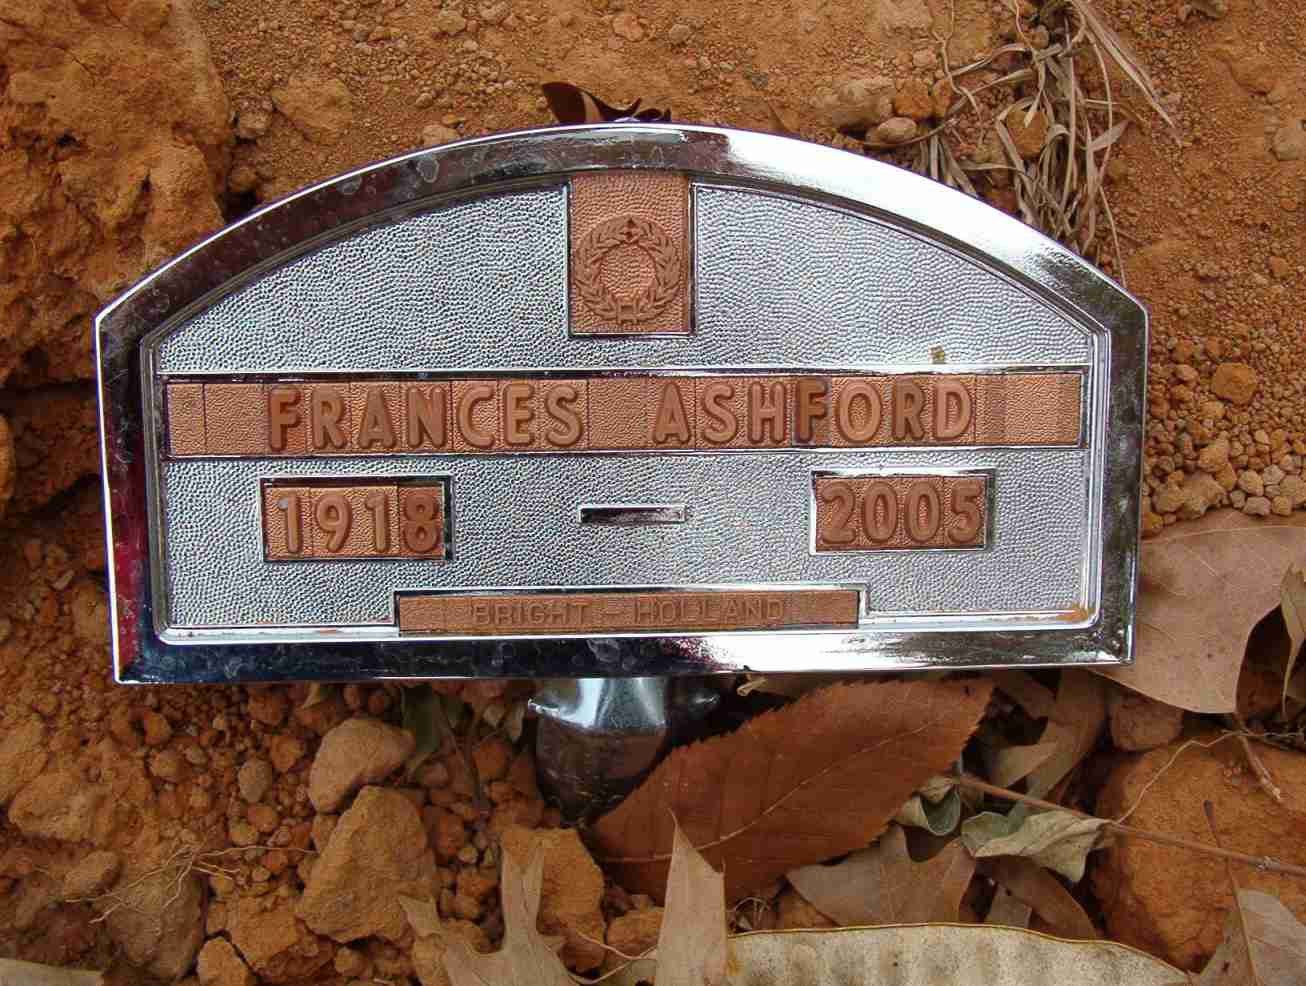 FRANCES ASHFORD
1918 — 2005
BRIGHT - HOLLAND